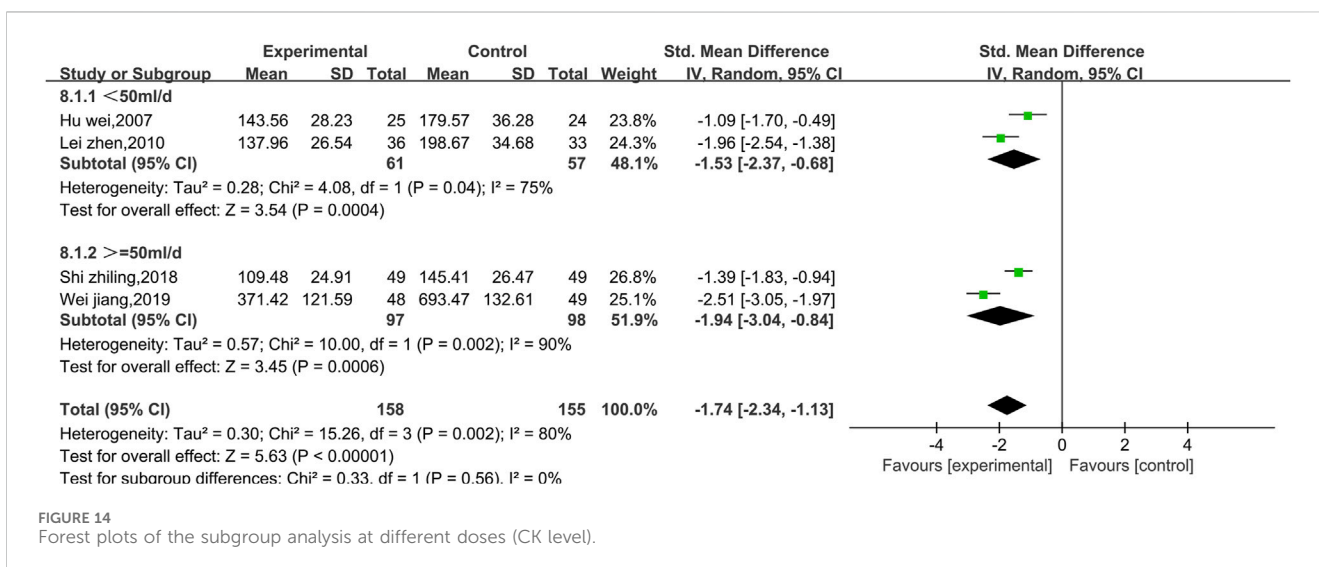 Experimental Control Std. Mean Difference Std. Mean Difference
Study or Subgroup Mean SD Total Mean SD Total Weight IV, Random, 95% CI IV, Random, 95% CI
8.1.1 <50ml/d
Hu wei,2007 143.56 28.23 25 179.57 36.28 24 23.8% -1.09 [-1.70, -0.49]
Lei zhen,2010 137.96 26.54 36 198.67 34.68 33 24.3% -1.96 [-2.54, -1.38]
Subtotal (95% CI) 61 57 48.1% -1.53 [-2.37, -0.68]
Heterogeneity: Tau² = 0.28; Chi² = 4.08, df = 1 (P = 0.04); I² = 75%
Test for overall effect: Z = 3.54 (P = 0.0004)
8.1.2 >=50ml/d
Shi zhiling,2018 109.48 24.91 49 145.41 26.47 49 26.8% -1.39 [-1.83, -0.94]
Wei jiang,2019 371.42 121.59 48 693.47 132.61 49 25.1% -2.51 [-3.05, -1.97]
Subtotal (95% CI) 97 98 51.9% -1.94 [-3.04, -0.84]
Heterogeneity: Tau² = 0.57; Chi² = 10.00, df = 1 (P = 0.002); I² = 90%
Test for overall effect: Z = 3.45 (P = 0.0006)
Total (95% CI) 158 155 100.0% -1.74 [-2.34, -1.13]
Heterogeneity: Tau² = 0.30; Chi² = 15.26, df = 3 (P = 0.002); I² = 80%
Test for overall effect: Z = 5.63 (P < 0.00001)
Test for subgroup differences: Chi² = 0.33, df = 1 (P = 0.56), I² = 0%
-4 -2 0 2 4
Favours [experimental] Favours [control]
FIGURE 14
Forest plots of the subgroup analysis at different doses (CK level).